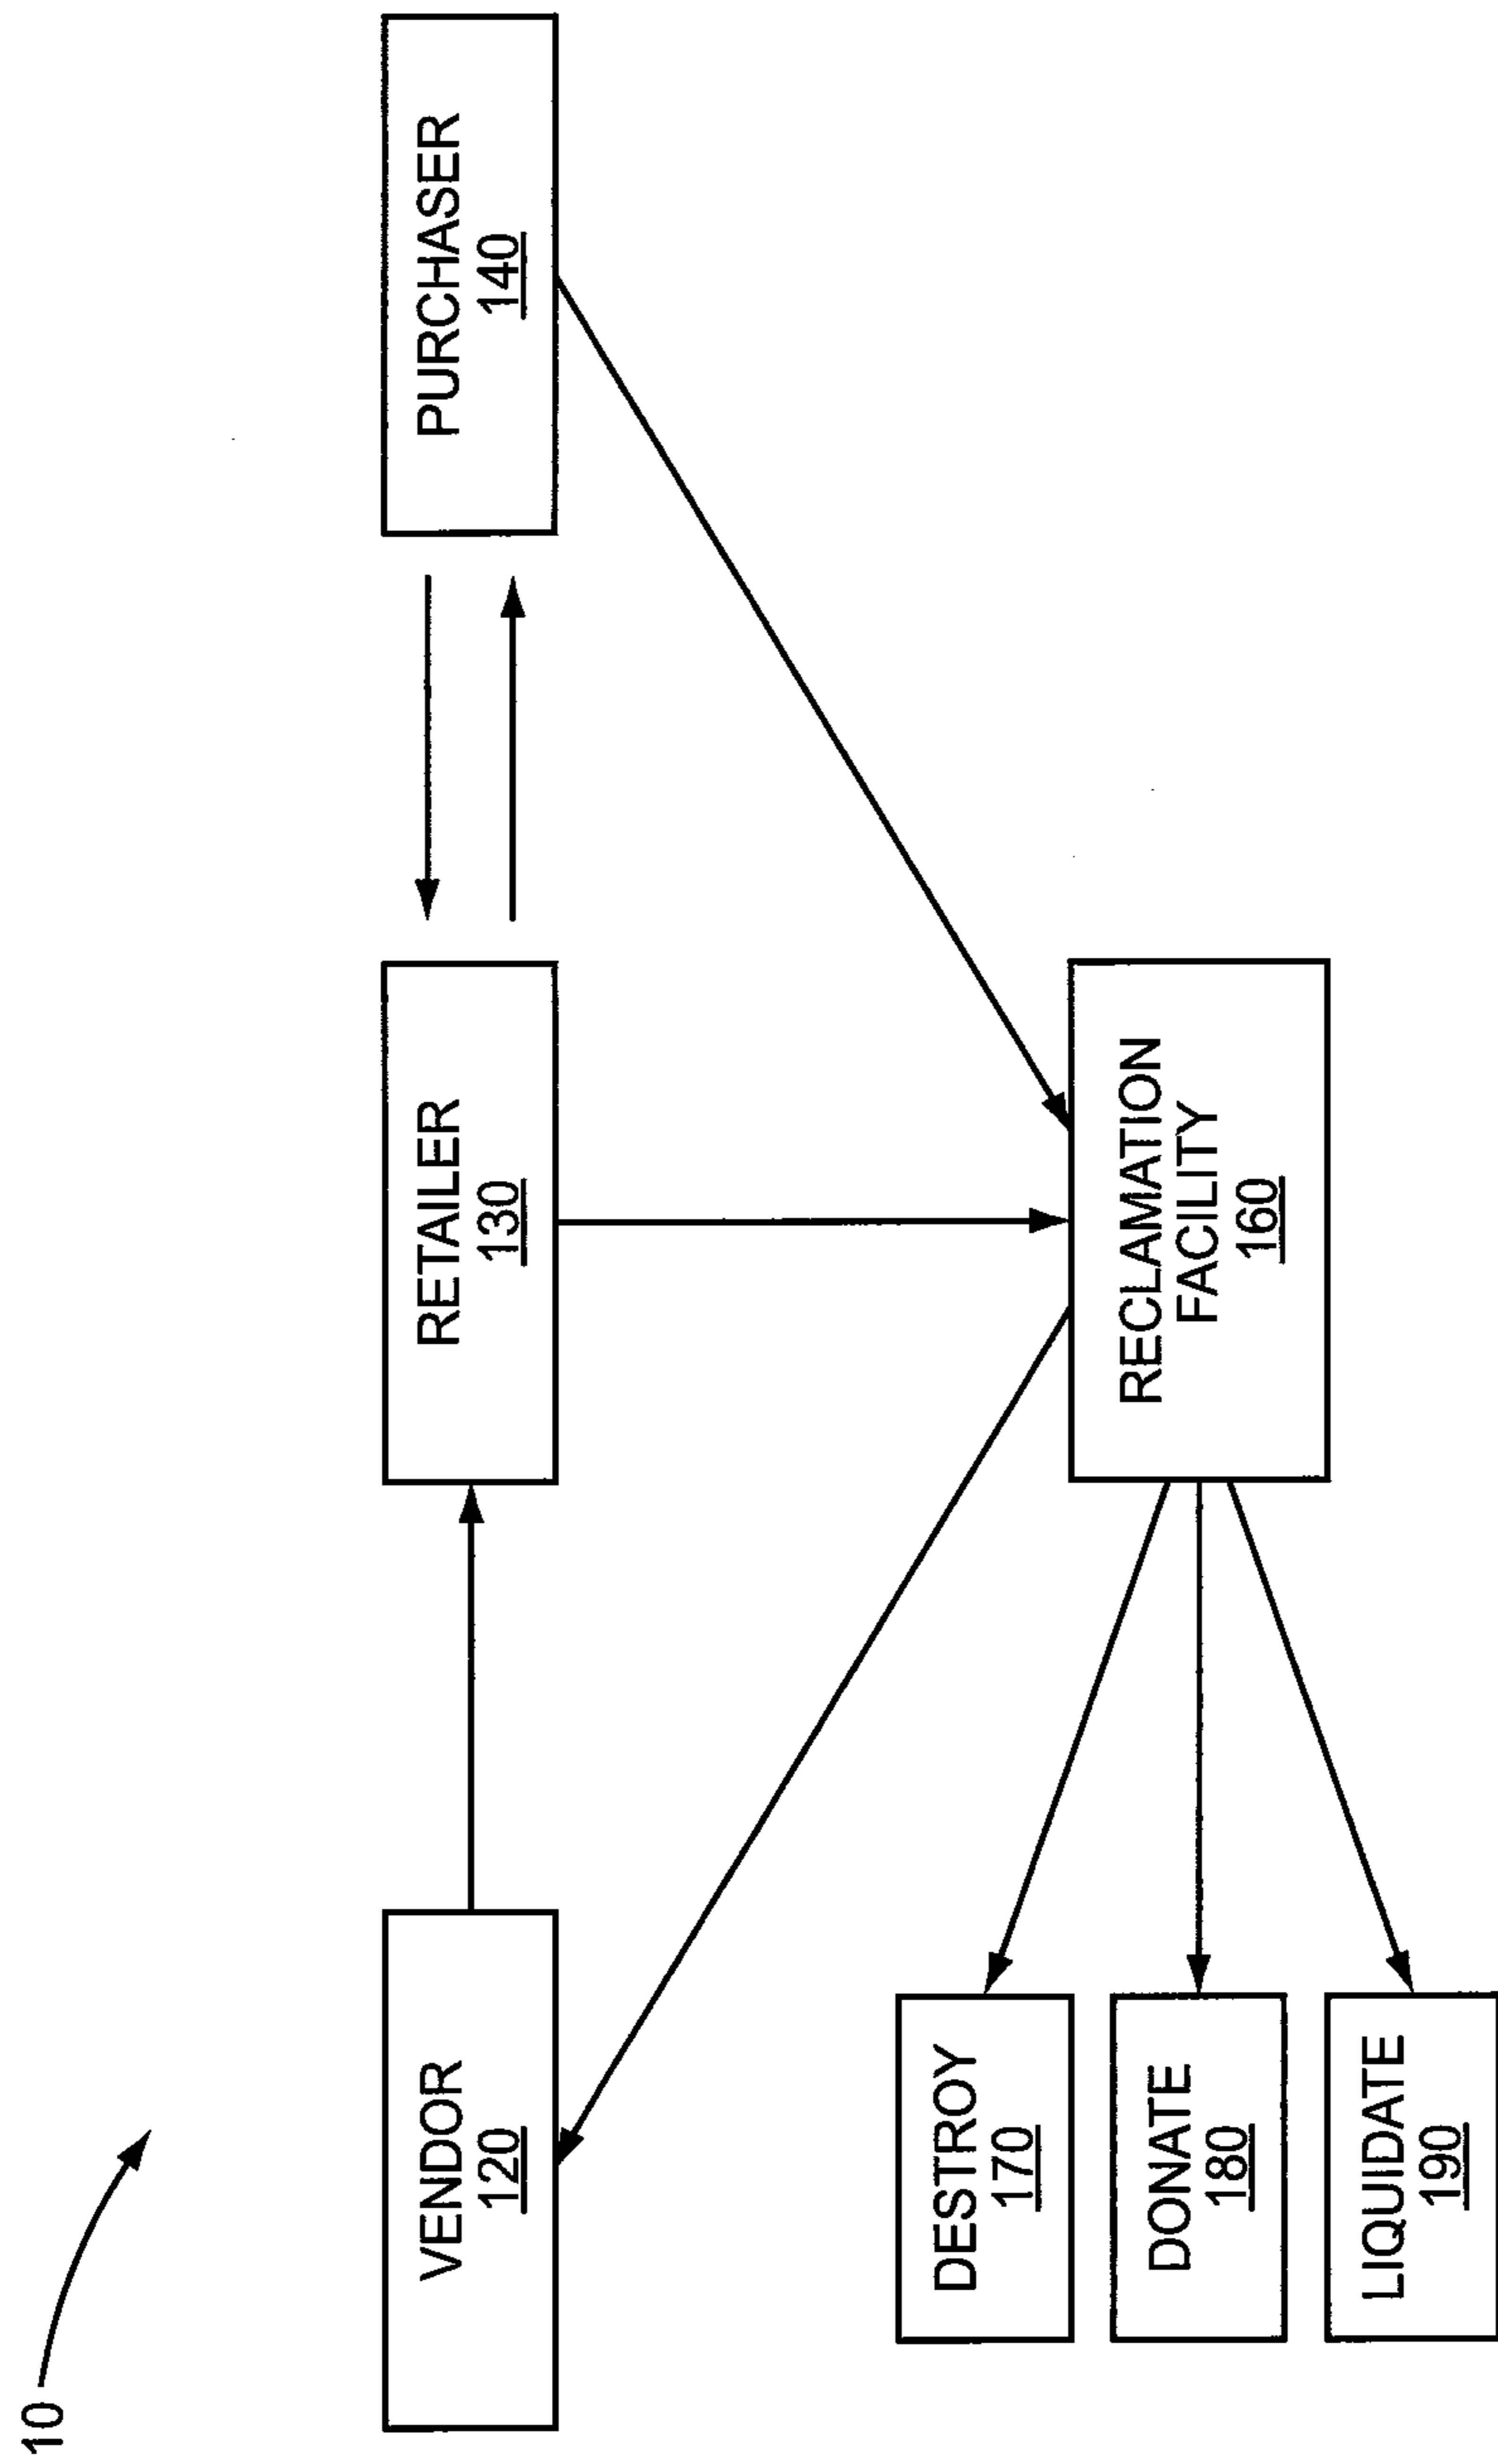 10
VENDOR
120
RETAILER
130
PURCHASER
140
RECLAMATION
FACILITY
160
DESTROY
170
DONATE
180
LIQUIDATE
190